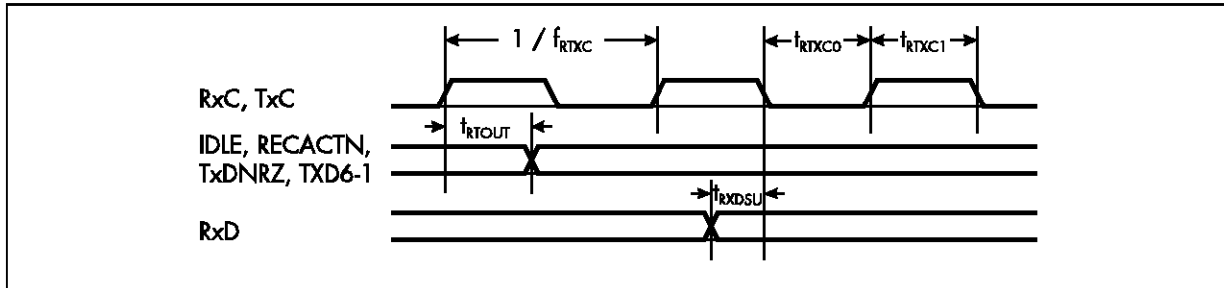 1 / fRTXC
tRTXC0
tRTXC1
RxC, TxC
tRTOUT
IDLE, RECACTN,
TxDNRZ, TXD6-1
tRXDSU
RxD